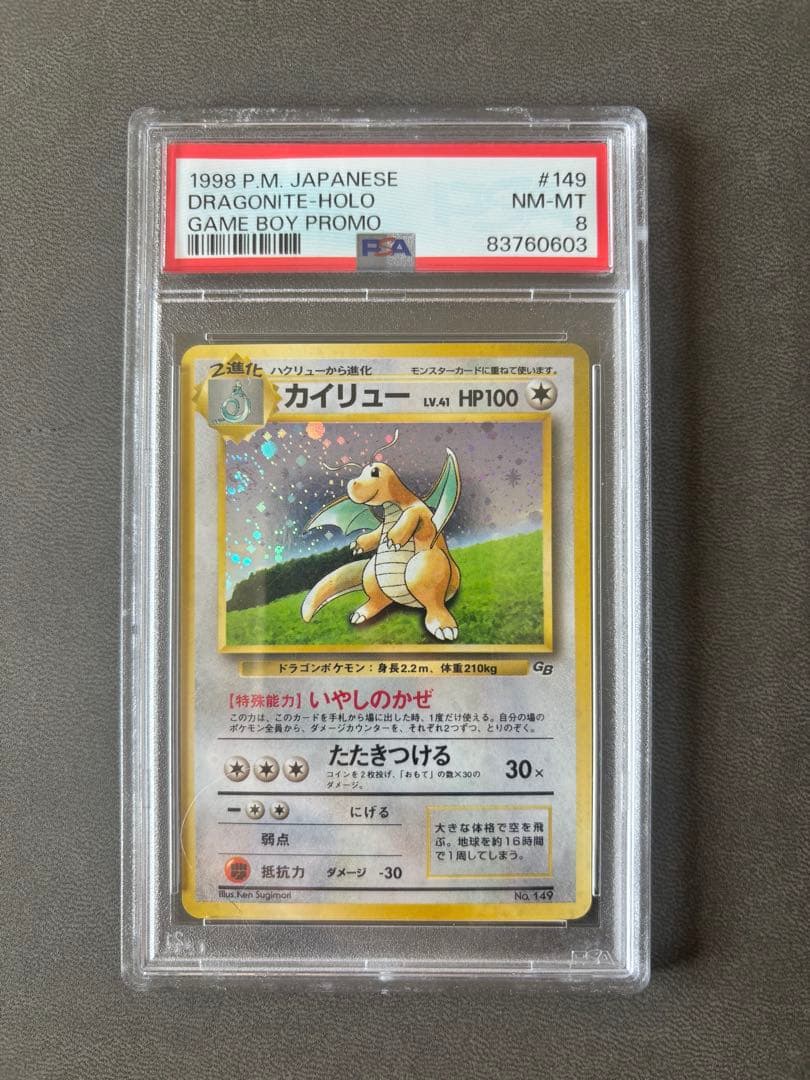 1998 P.M. JAPANESE #149
DRAGONITE-HOLO NM-MT
GAME BOY PROMO 8
PSA 83760603
2進化 ハクリューから進化 モンスターカードに重ねて使います。
カイリュー LV.41 HP100
ドラゴンポケモン:身長2.2m、体重210kg GB
【特殊能力】いやしのかぜ
この力は、このカードを手札から場に出した時、1度だけ使える。自分の場の
ポケモン全員から、ダメージカウンターを、それぞれ2つずつ、とりのぞく。
たたきつける 30×
コインを2枚投げ、「おもて」の数×30の
ダメージ。
にげる
弱点
抵抗力 ダメージ -30
大きな体格で空を飛
ぶ。地球を約16時間
で1周してしまう。
Illus. Ken Sugimori No. 149
PSA